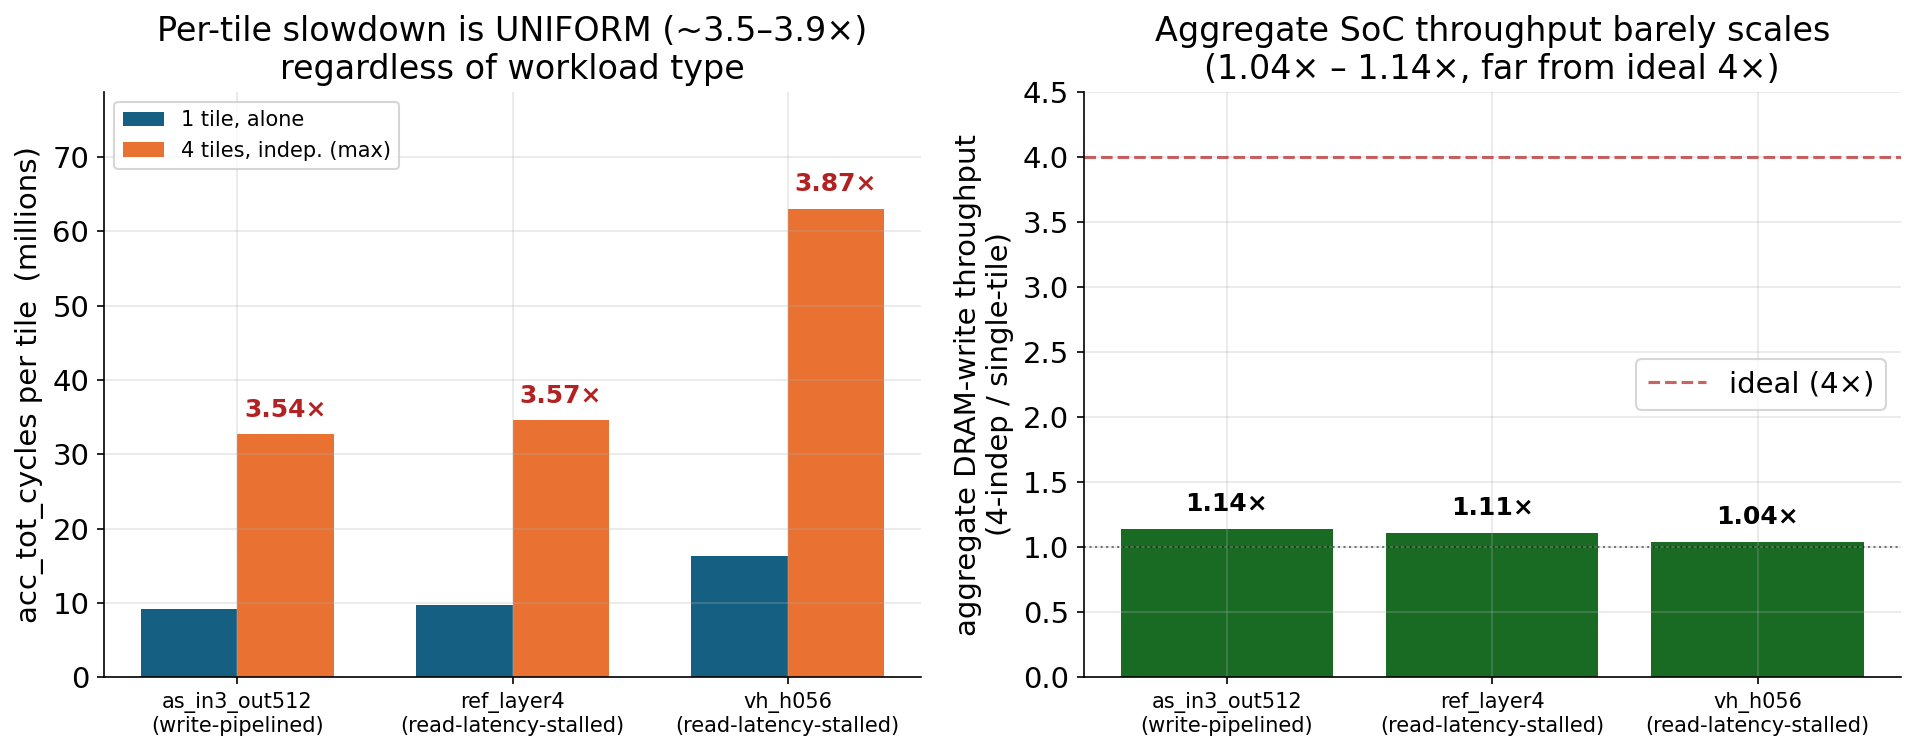 Per-tile slowdown is UNIFORM (~3.5–3.9×)
regardless of workload type
acc_tot_cycles per tile (millions)
70
60
50
40
30
20
10
0
1 tile, alone
4 tiles, indep. (max)
3.54×
3.57×
3.87×
as_in3_out512
(write-pipelined)
ref_layer4
(read-latency-stalled)
vh_h056
(read-latency-stalled)
Aggregate SoC throughput barely scales
(1.04× – 1.14×, far from ideal 4×)
aggregate DRAM-write throughput
(4-indep / single-tile)
4.5
4.0
3.5
3.0
2.5
2.0
1.5
1.0
0.5
0.0
ideal (4×)
1.14×
1.11×
1.04×
as_in3_out512
(write-pipelined)
ref_layer4
(read-latency-stalled)
vh_h056
(read-latency-stalled)